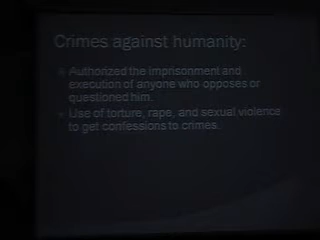 Crimes against humanity:
Authorized the imprisonment and
execution of anyone who opposes or
questioned him.
Use of torture, rape, and sexual violence
to get confessions to crimes.